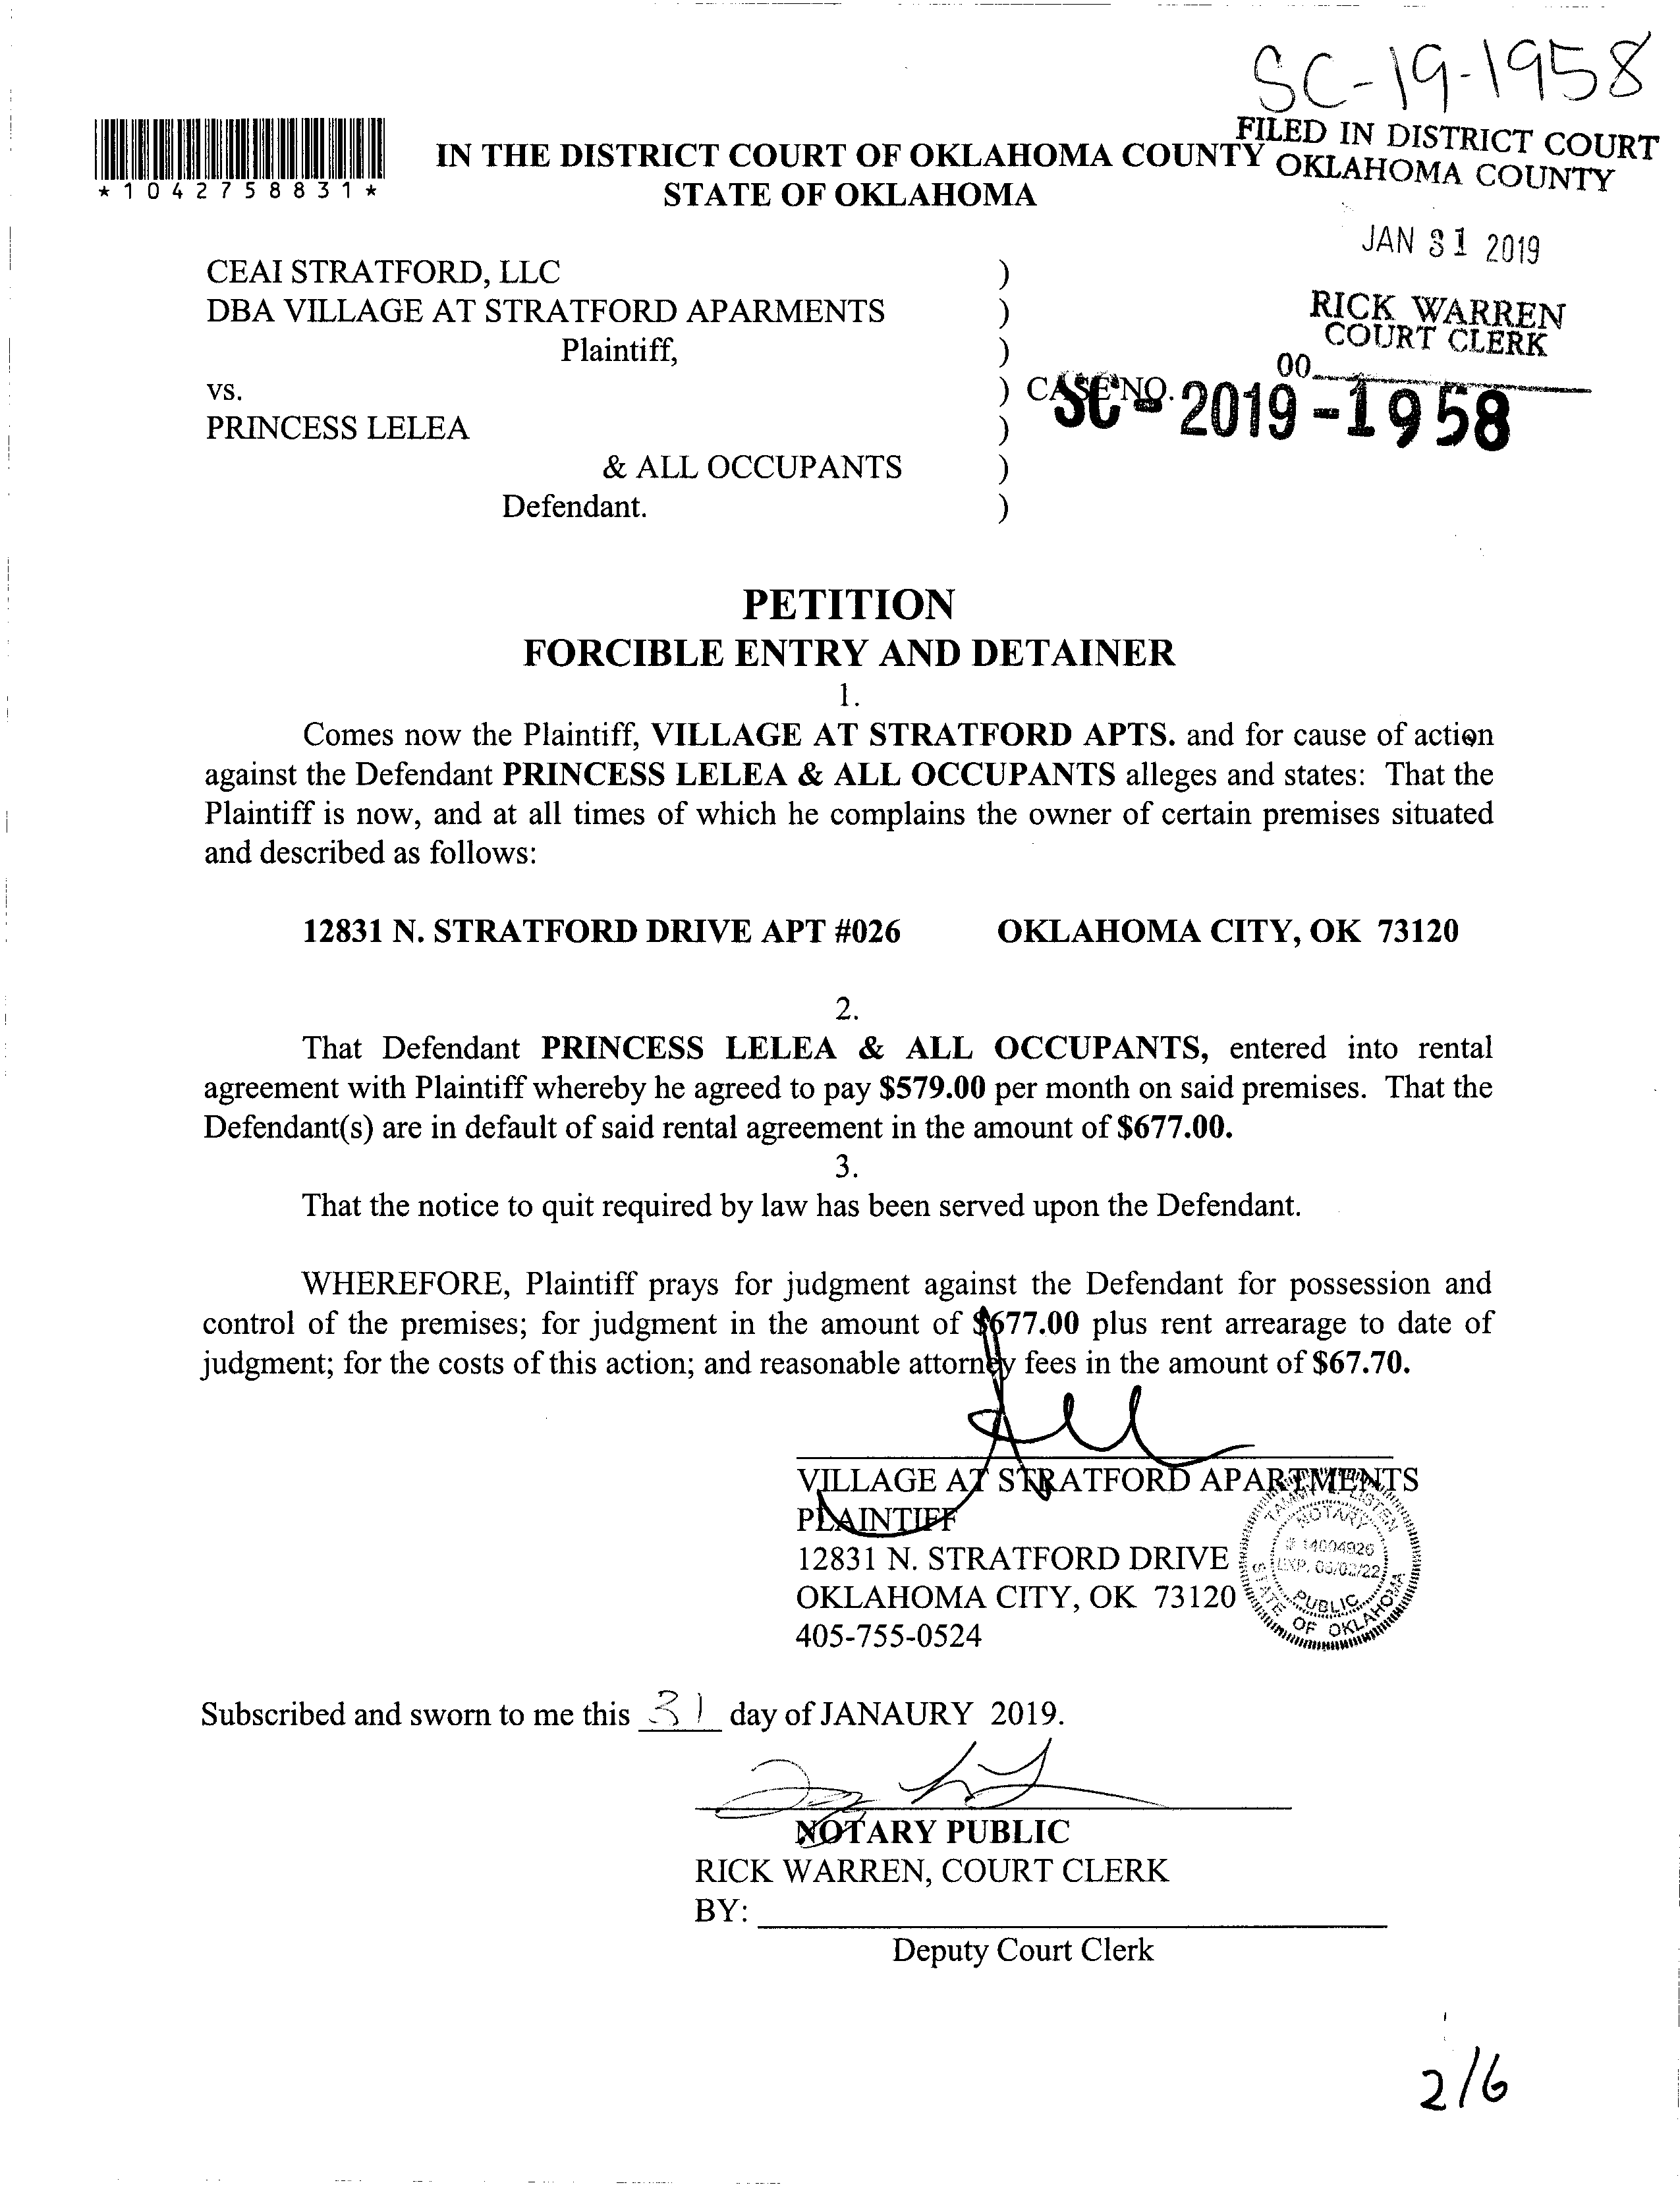 SC-19-1958
*1042758831*
IN THE DISTRICT COURT OF OKLAHOMA COUNTY
STATE OF OKLAHOMA
FILED IN DISTRICT COURT
OKLAHOMA COUNTY
JAN 31 2019
RICK WARREN
COURT CLERK
00
CEAI STRATFORD, LLC )
DBA VILLAGE AT STRATFORD APARMENTS )
Plaintiff, )
vs. ) CASE NO. SC-2019-1958
PRINCESS LELEA )
& ALL OCCUPANTS )
Defendant. )
PETITION
FORCIBLE ENTRY AND DETAINER
1.
Comes now the Plaintiff, VILLAGE AT STRATFORD APTS. and for cause of action
against the Defendant PRINCESS LELEA & ALL OCCUPANTS alleges and states: That the
Plaintiff is now, and at all times of which he complains the owner of certain premises situated
and described as follows:
12831 N. STRATFORD DRIVE APT #026 OKLAHOMA CITY, OK 73120
2.
That Defendant PRINCESS LELEA & ALL OCCUPANTS, entered into rental
agreement with Plaintiff whereby he agreed to pay $579.00 per month on said premises. That the
Defendant(s) are in default of said rental agreement in the amount of $677.00.
3.
That the notice to quit required by law has been served upon the Defendant.
WHEREFORE, Plaintiff prays for judgment against the Defendant for possession and
control of the premises; for judgment in the amount of $677.00 plus rent arrearage to date of
judgment; for the costs of this action; and reasonable attorney fees in the amount of $67.70.
VILLAGE AT STRATFORD APARTMENTS
PLAINTIFF
12831 N. STRATFORD DRIVE
OKLAHOMA CITY, OK 73120
405-755-0524
NOTARY
# 14004926
PUBLIC
STATE OF OKLAHOMA
Subscribed and sworn to me this 31 day of JANAURY 2019.
NOTARY PUBLIC
RICK WARREN, COURT CLERK
BY:
Deputy Court Clerk
2/6